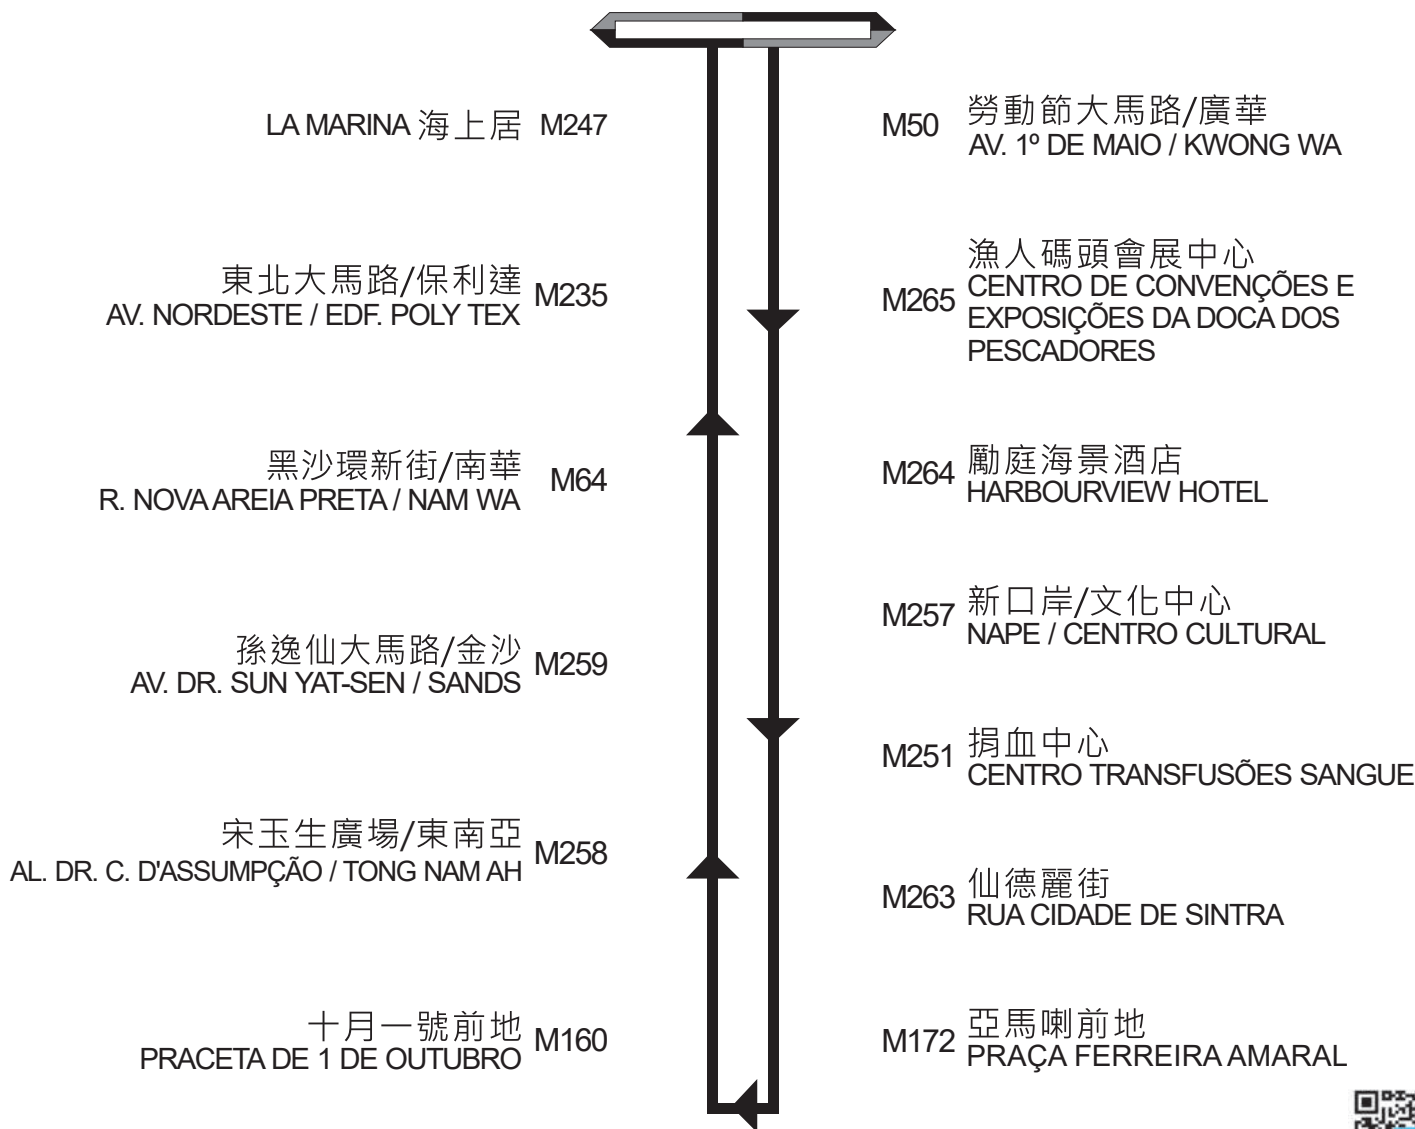 LA MARINA 海上居 M247
東北大馬路/保利達
AV. NORDESTE / EDF. POLY TEX
M235
黑沙環新街/南華
R. NOVA AREIA PRETA / NAM WA
M64
孫逸仙大馬路/金沙
AV. DR. SUN YAT-SEN / SANDS
M259
宋玉生廣場/東南亞
AL. DR. C. D'ASSUMPÇÃO / TONG NAM AH
M258
十月一號前地
PRACETA DE 1 DE OUTUBRO
M160
M50
勞動節大馬路/廣華
AV. 1º DE MAIO / KWONG WA
M265
漁人碼頭會展中心
CENTRO DE CONVENÇÕES E
EXPOSIÇÕES DA DOCA DOS
PESCADORES
M264
勵庭海景酒店
HARBOURVIEW HOTEL
M257
新口岸/文化中心
NAPE / CENTRO CULTURAL
M251
捐血中心
CENTRO TRANSFUSÕES SANGUE
M263
仙德麗街
RUA CIDADE DE SINTRA
M172
亞馬喇前地
PRAÇA FERREIRA AMARAL